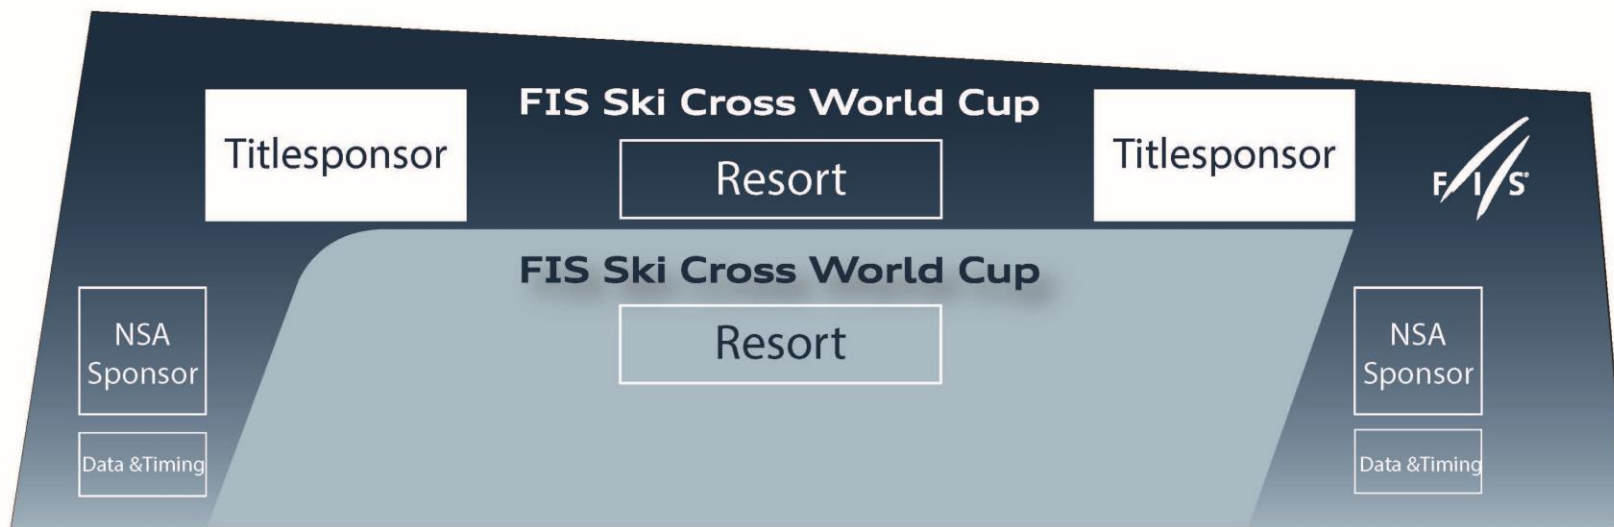 FIS Ski Cross World Cup
Titlesponsor
Resort
Titlesponsor
FIS®
FIS Ski Cross World Cup
Resort
NSA
Sponsor
NSA
Sponsor
Data &Timing
Data &Timing